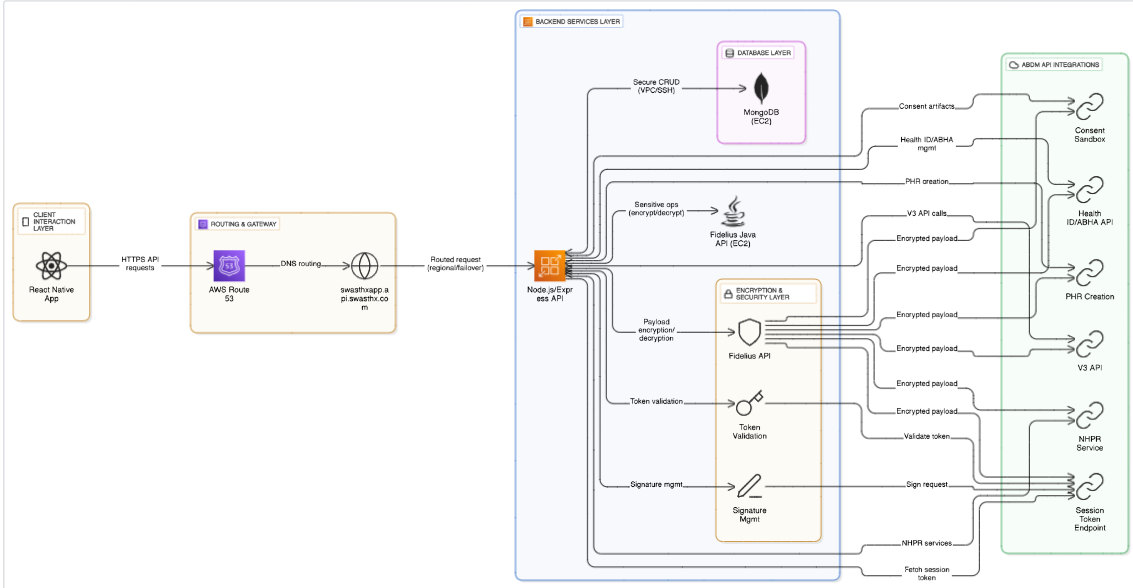 BACKEND SERVICES LAYER
DATABASE LAYER
Secure CRUD
(VPC/SSH)
MongoDB
(EC2)
ABDM API INTEGRATIONS
Consent artifacts
Consent
Sandbox
Health ID/ABHA
mgmt
PHR creation
Health
ID/ABHA API
CLIENT
INTERACTION
LAYER
React Native
App
HTTPS API
requests
ROUTING & GATEWAY
AWS Route
53
DNS routing
swasthxapp.a
pi.swasthx.co
m
Routed request
(regional/failover)
Node.js/Expr
ess API
Sensitive ops
(encrypt/decrypt)
Fidelius Java
API (EC2)
V3 API calls
Encrypted payload
Encrypted payload
PHR Creation
ENCRYPTION &
SECURITY LAYER
Payload
encryption/
decryption
Fidelius API
Encrypted payload
Encrypted payload
V3 API
Encrypted payload
Encrypted payload
Token validation
Token
Validation
Validate token
NHPR
Service
Signature mgmt
Signature
Mgmt
Sign request
Session
Token
Endpoint
NHPR services
Fetch session
token
53